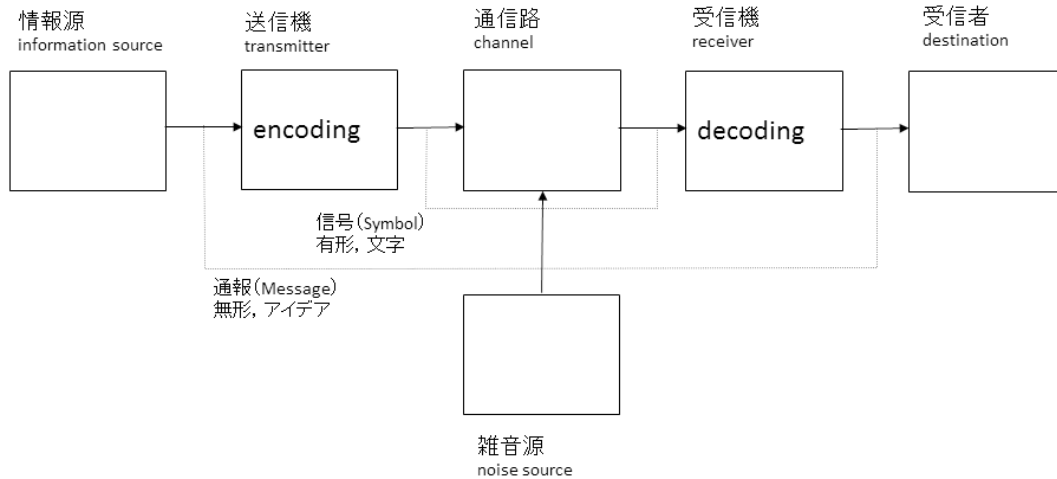 情報源
information source
送信機
transmitter
通信路
channel
受信機
receiver
受信者
destination
encoding
decoding
信号(Symbol)
有形, 文字
通報(Message)
無形, アイデア
雑音源
noise source